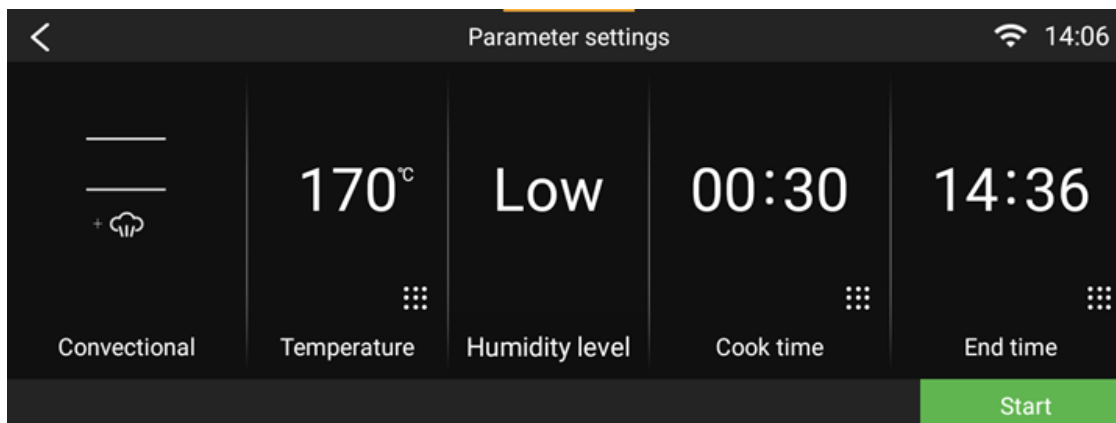 Parameter settings
14:06
170℃
Low
00:30
14:36
+
Convectional
Temperature
Humidity level
Cook time
End time
Start